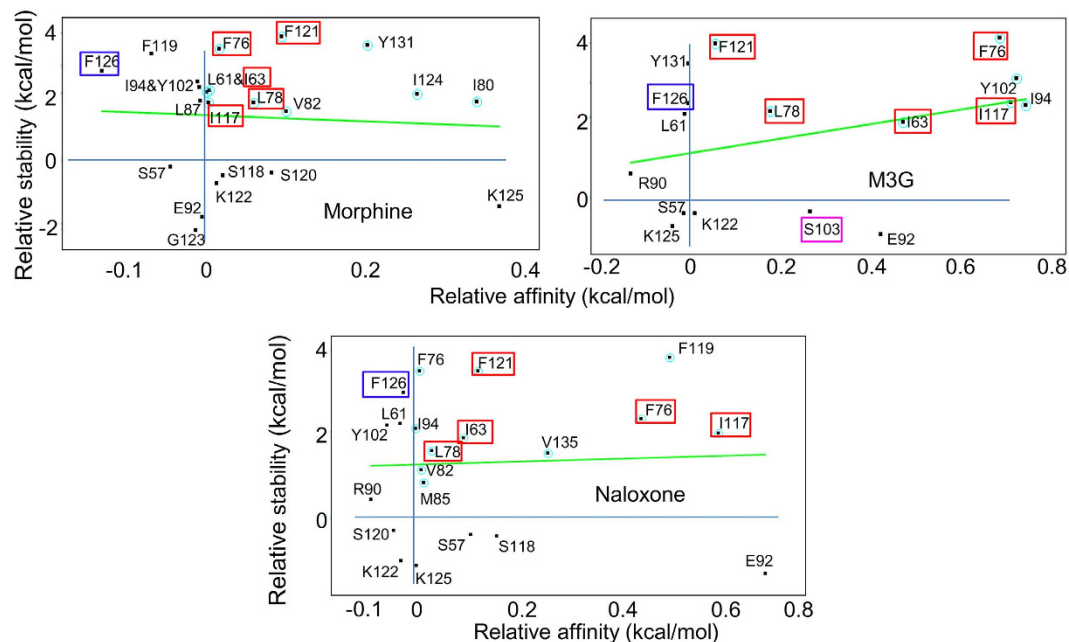 Relative stability (kcal/mol)
4
2
0
-2
F119
F76
F121
Y131
F126
I94&Y102
L61&I63
I124
I80
L87
L78
V82
I117
S57
S118
S120
K122
E92
K125
G123
Morphine
-0.1
0
0.2
0.4
Relative stability (kcal/mol)
4
2
0
F121
F76
Y131
Y102
F126
L78
I94
L61
I63
I117
R90
M3G
S57
K122
K125
S103
E92
-0.2
0
0.2
0.4
0.6
0.8
Relative affinity (kcal/mol)
Relative stability (kcal/mol)
4
2
0
F76
F121
F119
F126
L61
Y102
I94
I63
F76
I117
L78
V135
V82
R90
M85
Naloxone
S120
S57
S118
K122
K125
E92
-0.1
0
0.2
0.4
0.6
0.8
Relative affinity (kcal/mol)